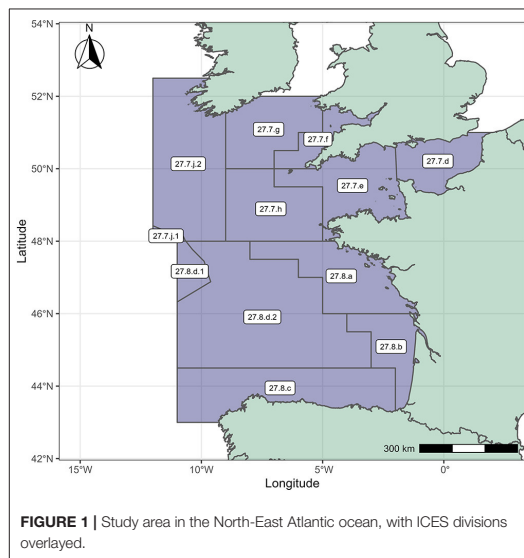 54°N
N
52°N
27.7.g
27.7.f
27.7.d
27.7.j.2
50°N
27.7.e
27.7.h
48°N
27.7.j.1
27.8.d.1
27.8.a
Latitude
46°N
27.8.d.2
27.8.b
44°N
27.8.c
300 km
42°N
15°W
10°W
5°W
0°
Longitude
FIGURE 1 | Study area in the North-East Atlantic ocean, with ICES divisions
overlayed.